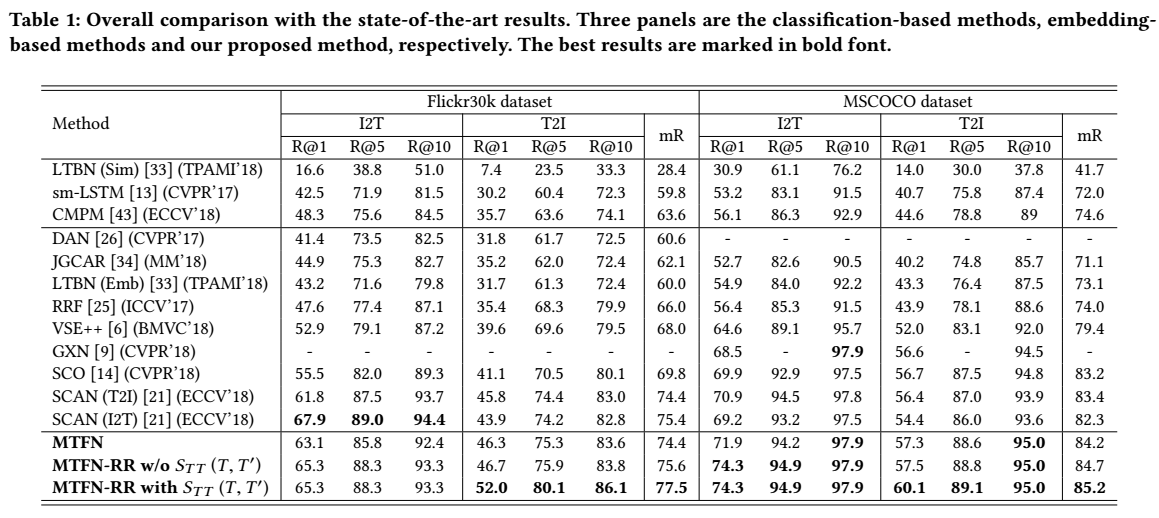 Table 1: Overall comparison with the state-of-the-art results. Three panels are the classification-based methods, embedding-
based methods and our proposed method, respectively. The best results are marked in bold font.
Method Flickr30k dataset MSCOCO dataset
I2T T2I mR I2T T2I mR
R@1 R@5 R@10 R@1 R@5 R@10 R@1 R@5 R@10 R@1 R@5 R@10
LTBN (Sim) [33] (TPAMI'18) 16.6 38.8 51.0 7.4 23.5 33.3 28.4 30.9 61.1 76.2 14.0 30.0 37.8 41.7
sm-LSTM [13] (CVPR'17) 42.5 71.9 81.5 30.2 60.4 72.3 59.8 53.2 83.1 91.5 40.7 75.8 87.4 72.0
CMPM [43] (ECCV'18) 48.3 75.6 84.5 35.7 63.6 74.1 63.6 56.1 86.3 92.9 44.6 78.8 89 74.6
DAN [26] (CVPR'17) 41.4 73.5 82.5 31.8 61.7 72.5 60.6 - - - - - - -
JGCAR [34] (MM'18) 44.9 75.3 82.7 35.2 62.0 72.4 62.1 52.7 82.6 90.5 40.2 74.8 85.7 71.1
LTBN (Emb) [33] (TPAMI'18) 43.2 71.6 79.8 31.7 61.3 72.4 60.0 54.9 84.0 92.2 43.3 76.4 87.5 73.1
RRF [25] (ICCV'17) 47.6 77.4 87.1 35.4 68.3 79.9 66.0 56.4 85.3 91.5 43.9 78.1 88.6 74.0
VSE++ [6] (BMVC'18) 52.9 79.1 87.2 39.6 69.6 79.5 68.0 64.6 89.1 95.7 52.0 83.1 92.0 79.4
GXN [9] (CVPR'18) - - - - - - - 68.5 - 97.9 56.6 - 94.5 -
SCO [14] (CVPR'18) 55.5 82.0 89.3 41.1 70.5 80.1 69.8 69.9 92.9 97.5 56.7 87.5 94.8 83.2
SCAN (T2I) [21] (ECCV'18) 61.8 87.5 93.7 45.8 74.4 83.0 74.4 70.9 94.5 97.8 56.4 87.0 93.9 83.4
SCAN (I2T) [21] (ECCV'18) 67.9 89.0 94.4 43.9 74.2 82.8 75.4 69.2 93.2 97.5 54.4 86.0 93.6 82.3
MTFN 63.1 85.8 92.4 46.3 75.3 83.6 74.4 71.9 94.2 97.9 57.3 88.6 95.0 84.2
MTFN-RR w/o S_TT (T, T′) 65.3 88.3 93.3 46.7 75.9 83.8 75.6 74.3 94.9 97.9 57.5 88.8 95.0 84.7
MTFN-RR with S_TT (T, T′) 65.3 88.3 93.3 52.0 80.1 86.1 77.5 74.3 94.9 97.9 60.1 89.1 95.0 85.2